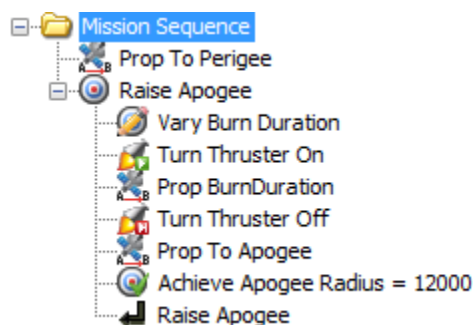 Mission Sequence
Prop To Perigee
Raise Apogee
Vary Burn Duration
Turn Thruster On
Prop BurnDuration
Turn Thruster Off
Prop To Apogee
Achieve Apogee Radius = 12000
Raise Apogee